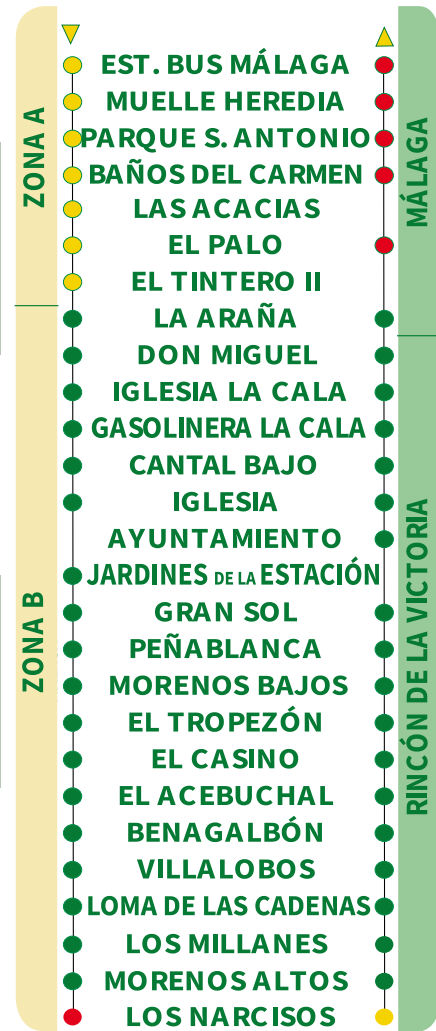 ZONA A
ZONA B
EST. BUS MÁLAGA
MUELLE HEREDIA
PARQUE S. ANTONIO
BAÑOS DEL CARMEN
LAS ACACIAS
EL PALO
EL TINTERO II
LA ARAÑA
DON MIGUEL
IGLESIA LA CALA
GASOLINERA LA CALA
CANTAL BAJO
IGLESIA
AYUNTAMIENTO
JARDINES DE LA ESTACIÓN
GRAN SOL
PEÑABLANCA
MORENOS BAJOS
EL TROPEZÓN
EL CASINO
EL ACEBUCHAL
BENAGALBÓN
VILLALOBOS
LOMA DE LAS CADENAS
LOS MILLANES
MORENOS ALTOS
LOS NARCISOS
MÁLAGA
RINCÓN DE LA VICTORIA